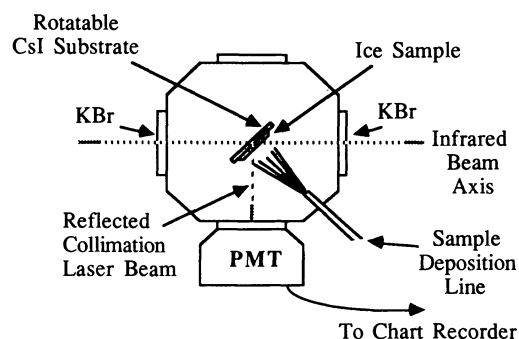 Rotatable
CsI Substrate
Ice Sample
KBr
KBr
Infrared
Beam
Axis
Reflected
Collimation
Laser Beam
PMT
Sample
Deposition
Line
To Chart Recorder